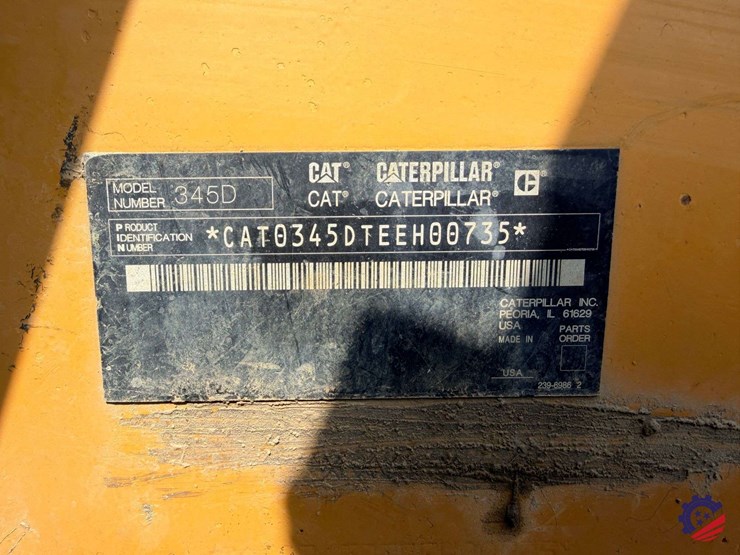 MODEL NUMBER 345D
CAT® CATERPILLAR® C
CAT® CATERPILLAR®
PRODUCT IDENTIFICATION NUMBER *CAT0345DTEEH00735*
CATERPILLAR INC.
PEORIA, IL 61629
USA
MADE IN
PARTS ORDER
USA
239-6986 2